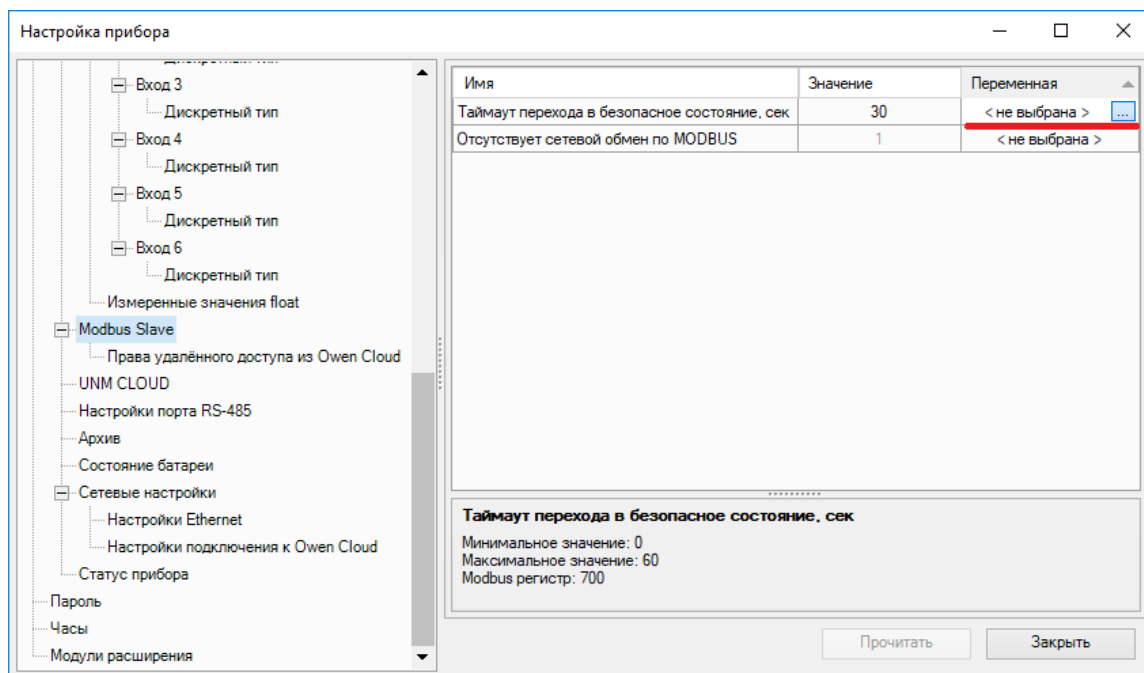 Настройка прибора
Вход 3
Дискретный тип
Вход 4
Дискретный тип
Вход 5
Дискретный тип
Вход 6
Дискретный тип
Измеренные значения float
Modbus Slave
Права удалённого доступа из Owen Cloud
UNM CLOUD
Настройки порта RS-485
Архив
Состояние батареи
Сетевые настройки
Настройки Ethernet
Настройки подключения к Owen Cloud
Статус прибора
Пароль
Часы
Модули расширения
Имя Значение Переменная
Таймаут перехода в безопасное состояние, сек 30 < не выбрана > ...
Отсутствует сетевой обмен по MODBUS 1 < не выбрана >
Таймаут перехода в безопасное состояние, сек
Минимальное значение: 0
Максимальное значение: 60
Modbus регистр: 700
Прочитать Закрыть